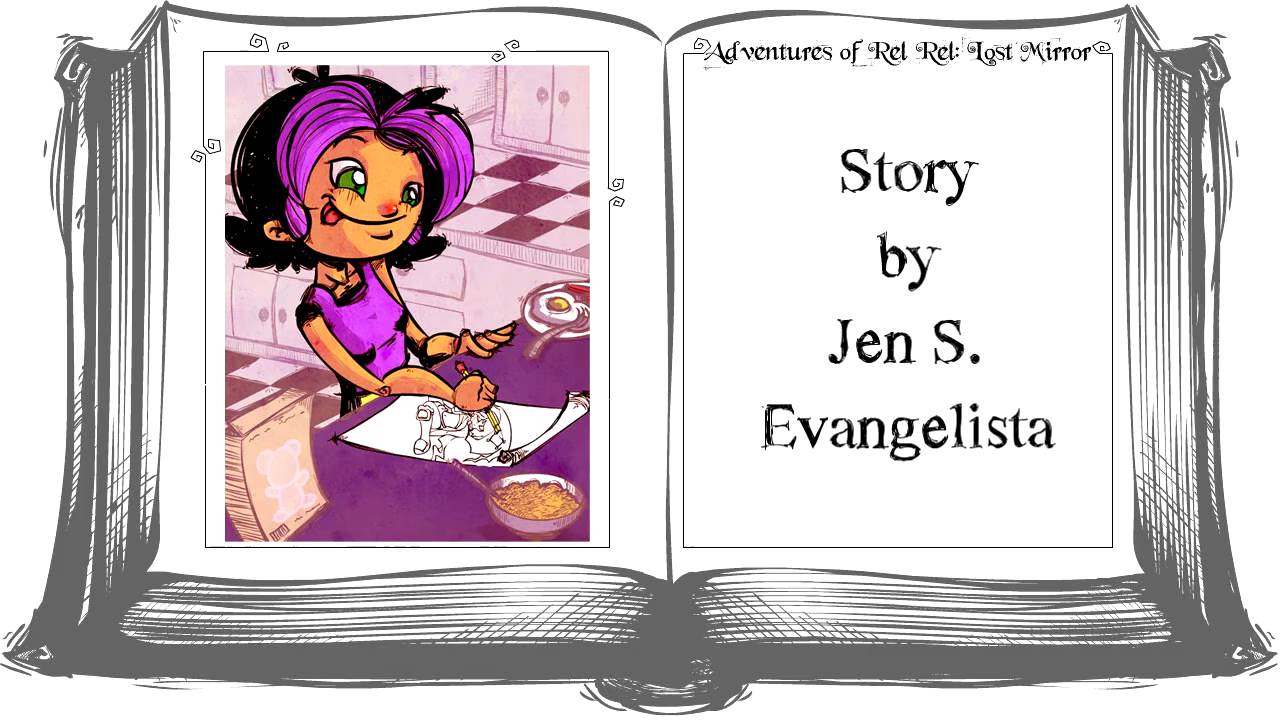 Adventures of Rel Rel: Lost Mirror
Story
by
Jen S.
Evangelista